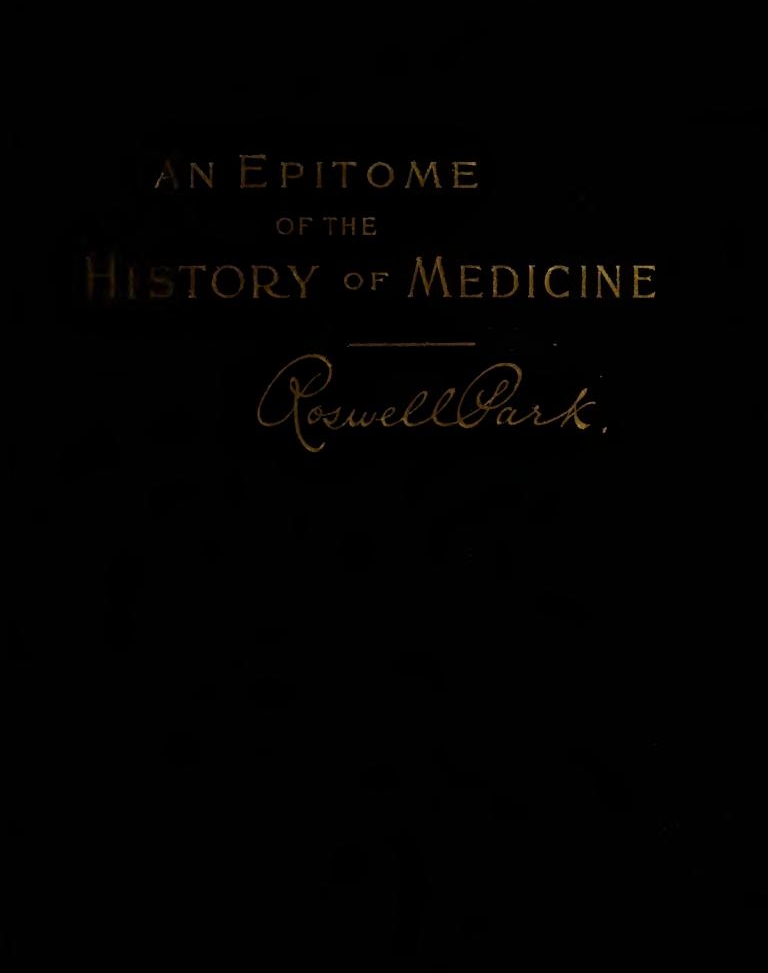 An Epitome
of the
History of Medicine
Roswell Park.